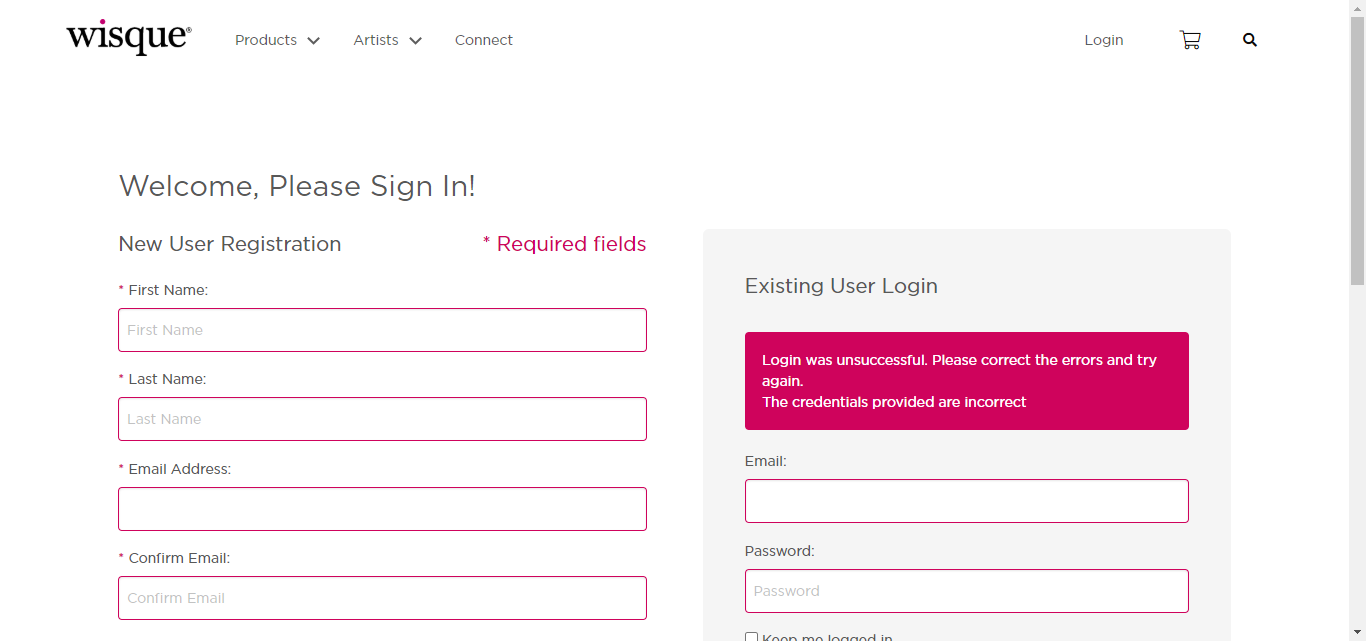 wisque®
Products
Artists
Connect
Login
Welcome, Please Sign In!
New User Registration
* Required fields
* First Name:
First Name
* Last Name:
Last Name
* Email Address:
* Confirm Email:
Confirm Email
Existing User Login
Login was unsuccessful. Please correct the errors and try
again.
The credentials provided are incorrect
Email:
Password:
Password
Keep me logged in